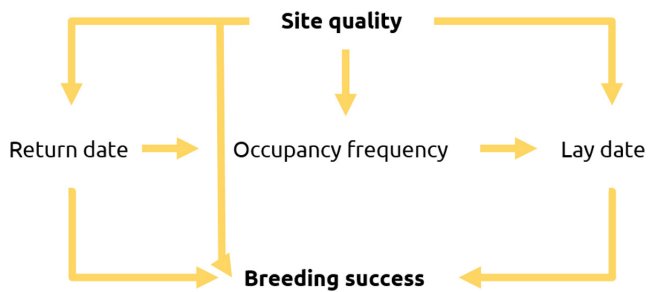 Site quality
Return date
Occupancy frequency
Lay date
Breeding success